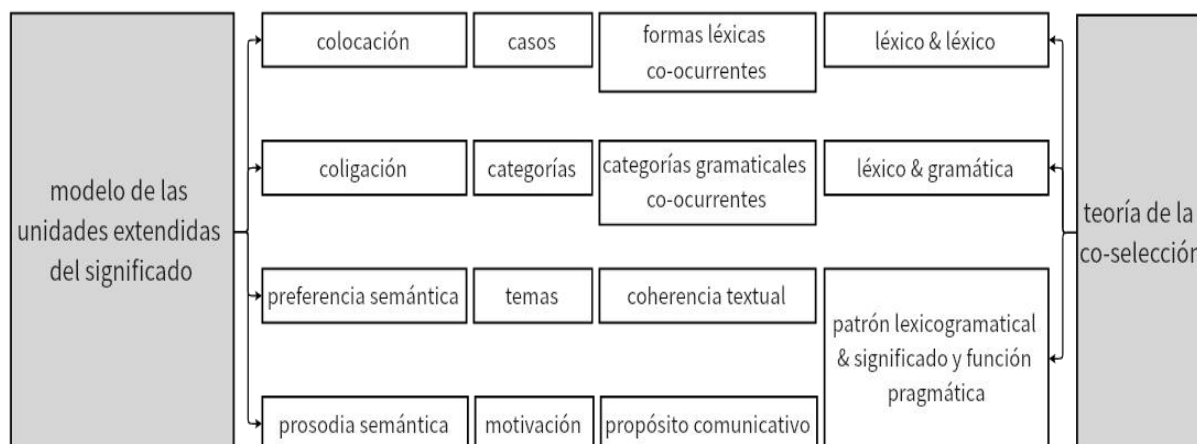 modelo de las
unidades extendidas
del significado
colocación
casos
formas léxicas
co-ocurrentes
léxico & léxico
coligación
categorías
categorías gramaticales
co-ocurrentes
léxico & gramática
preferencia semántica
temas
coherencia textual
patrón lexicogramatical
& significado y función
pragmática
prosodia semántica
motivación
propósito comunicativo
teoría de la
co-selección